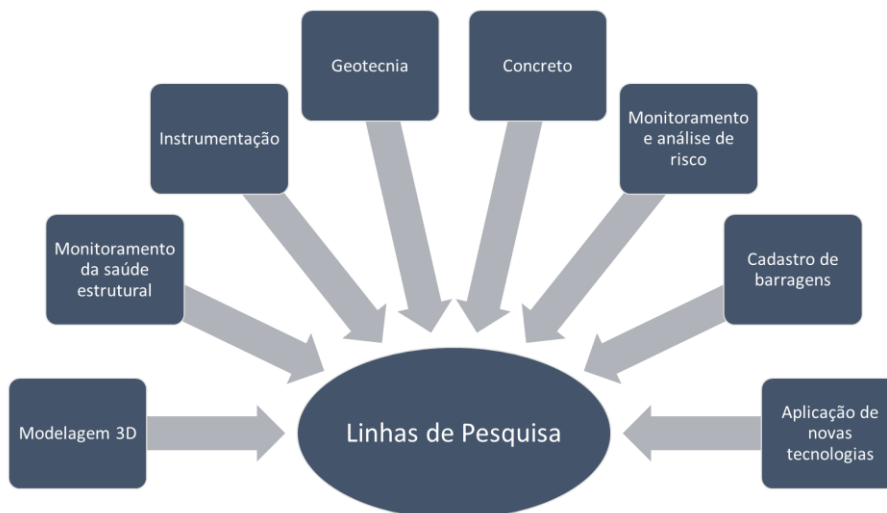 Geotecnia
Concreto
Instrumentação
Monitoramento
e análise de
risco
Monitoramento
da saúde
estrutural
Cadastro de
barragens
Modelagem 3D
Linhas de Pesquisa
Aplicação de
novas
tecnologias